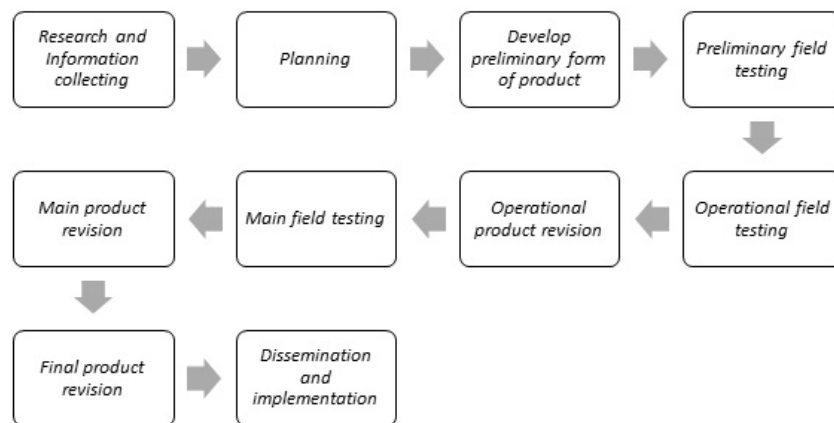 Research and
Information
collecting
Planning
Develop
preliminary form
of product
Preliminary field
testing
Main product
revision
Main field testing
Operational
product revision
Operational field
testing
Final product
revision
Dissemination
and
implementation